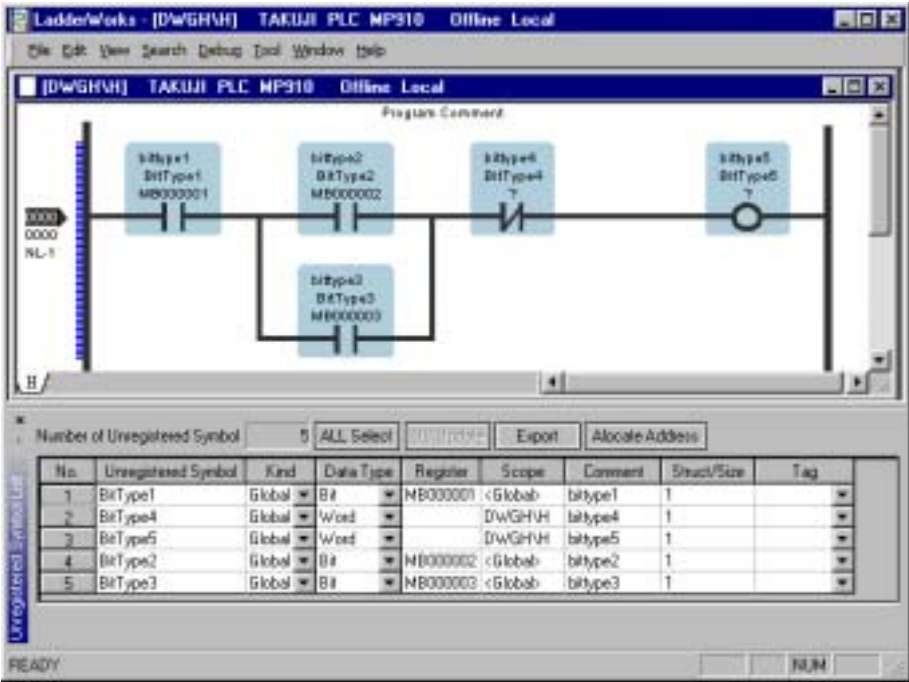 LadderWorks - [DWGH\H] TAKUJI PLC MP910 Offline Local
File Edit View Search Debug Tool Window Help
[DWGH\H] TAKUJI PLC MP910 Offline Local
Program Comment
bittype1 bittype2 bittype4 bittype5
BitType1 BitType2 BitType4 BitType5
MB000001 MB000002 ? ?
0000
0000
NL-1
bittype3
BitType3
MB000003
H
Number of Unregistered Symbol 5 ALL Select Export Alocate Address
No. Unregistered Symbol Kind Data Type Register Scope Comment Struct/Size Tag
1 BitType1 Global Bit MB000001 <Global> bittype1 1
2 BitType4 Global Word DWGH\H bittype4 1
3 BitType5 Global Word DWGH\H bittype5 1
4 BitType2 Global Bit MB000002 <Global> bittype2 1
5 BitType3 Global Bit MB000003 <Global> bittype3 1
Unregistered Symbol List
READY NUM